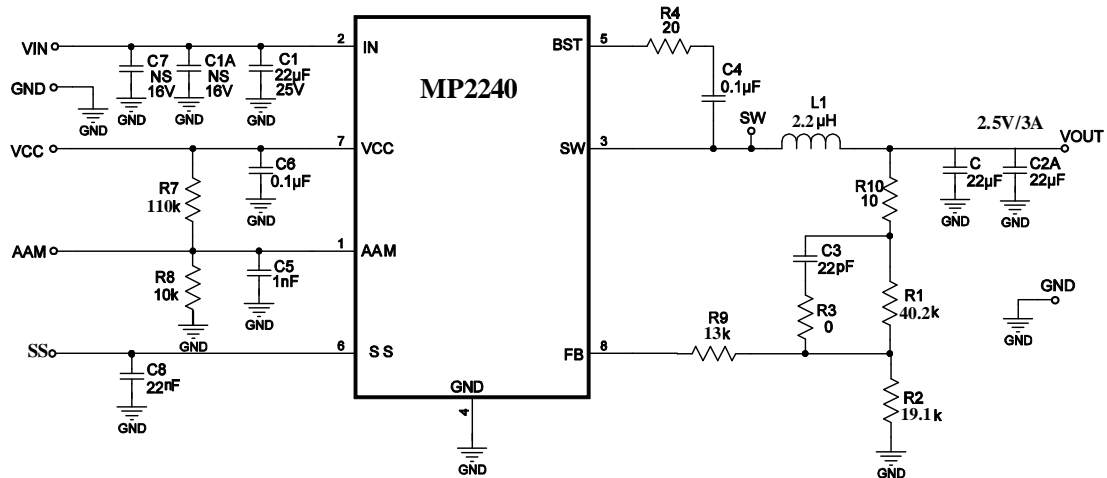 VIN
GND
GND
C7
NS
16V
GND
C1A
NS
16V
GND
C1
22µF
25V
GND
2
IN
MP2240
BST
5
R4
20
C4
0.1µF
VCC
R7
110k
C6
0.1µF
GND
7
VCC
SW
3
SW
L1
2.2µH
2.5V/3A
VOUT
R10
10
C
22µF
GND
C2A
22µF
GND
AAM
R8
10k
GND
C5
1nF
GND
1
AAM
C3
22pF
R3
0
R1
40.2k
GND
GND
SS
C8
22nF
GND
6
SS
FB
8
R9
13k
R2
19.1k
GND
GND
4
GND